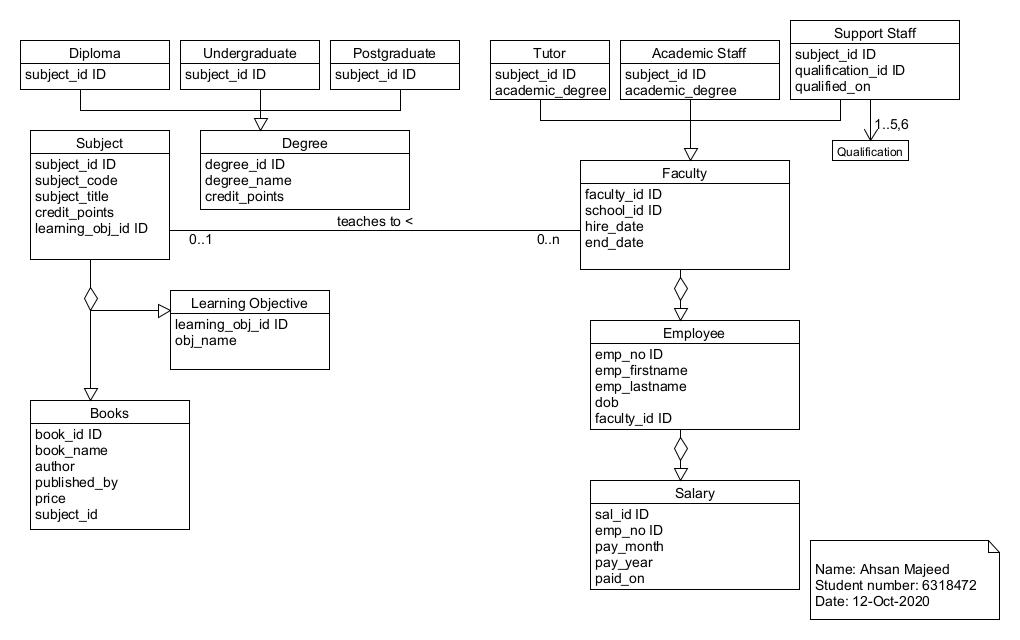 Diploma
subject_id ID
Undergraduate
subject_id ID
Postgraduate
subject_id ID
Tutor
subject_id ID
academic_degree
Academic Staff
subject_id ID
academic_degree
Support Staff
subject_id ID
qualification_id ID
qualified_on
1..5,6
Qualification
Subject
subject_id ID
subject_code
subject_title
credit_points
learning_obj_id ID
Degree
degree_id ID
degree_name
credit_points
Faculty
faculty_id ID
school_id ID
hire_date
end_date
teaches to <
0..1
0..n
Learning Objective
learning_obj_id ID
obj_name
Employee
emp_no ID
emp_firstname
emp_lastname
dob
faculty_id ID
Books
book_id ID
book_name
author
published_by
price
subject_id
Salary
sal_id ID
emp_no ID
pay_month
pay_year
paid_on
Name: Ahsan Majeed
Student number: 6318472
Date: 12-Oct-2020